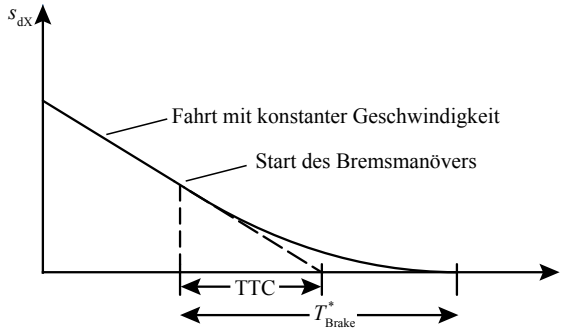 s_dX
Fahrt mit konstanter Geschwindigkeit
Start des Bremsmanövers
TTC
T*_Brake